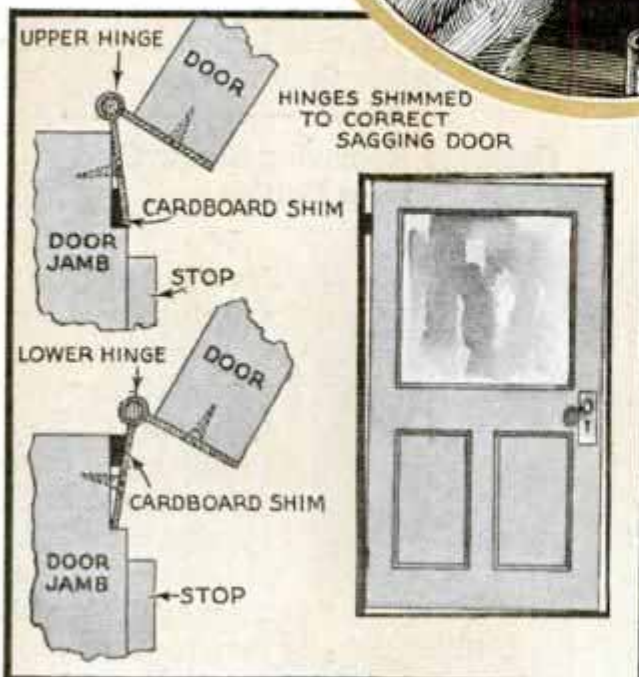 UPPER HINGE
DOOR
HINGES SHIMMED
TO CORRECT
SAGGING DOOR
CARDBOARD SHIM
DOOR
JAMB
STOP
LOWER HINGE
DOOR
CARDBOARD SHIM
DOOR
JAMB
STOP